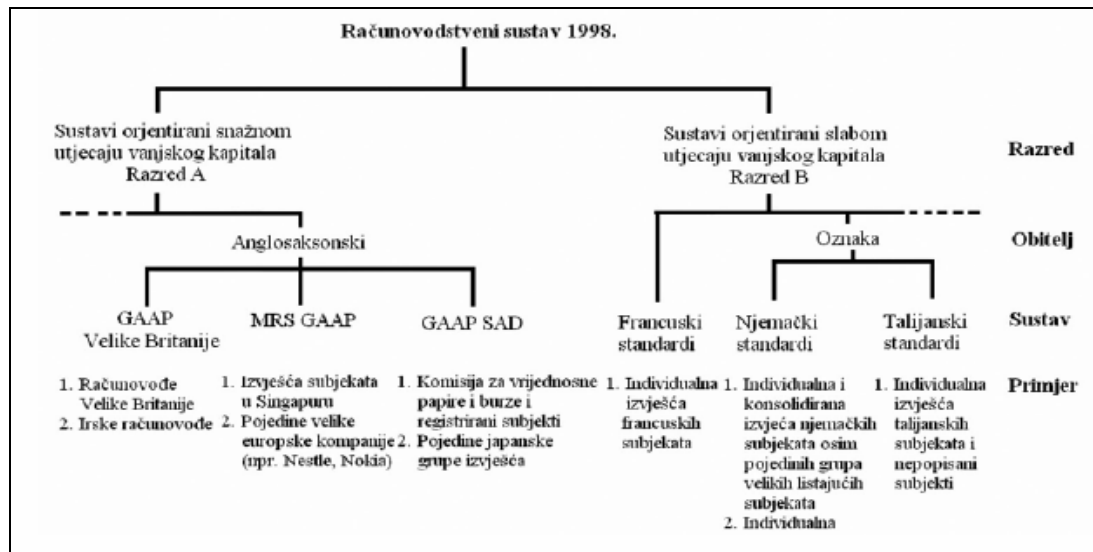 Računovodstveni sustav 1998.
Sustavi orjentirani snažnom
utjecaju vanjskog kapitala
Razred A
Sustavi orjentirani slabom
utjecaju vanjskog kapitala
Razred B
Razred
Anglosaksonski
Oznaka
Obitelj
GAAP
Velike Britanije
MRS GAAP
GAAP SAD
Francuski
standardi
Njemački
standardi
Talijanski
standardi
Sustav
1. Računovođe
Velike Britanije
2. Irske računovođe
1. Izvješća subjekata
u Singapuru
2. Pojedine velike
europske kompanije
(npr. Nestle, Nokia)
1. Komisija za vrijednosne
papire i burze i
registrirani subjekti
2. Pojedine japanske
grupe izvješća
1. Individualna
izvješća
francuskih
subjekata
1. Individualna i
konsolidirana
izvjeća njemačkih
subjekata osim
pojedinih grupa
velikih listajućih
subjekata
2. Individualna
1. Individualna
izvješća
talijanskih
subjekata i
nepopisani
subjekti
Primjer